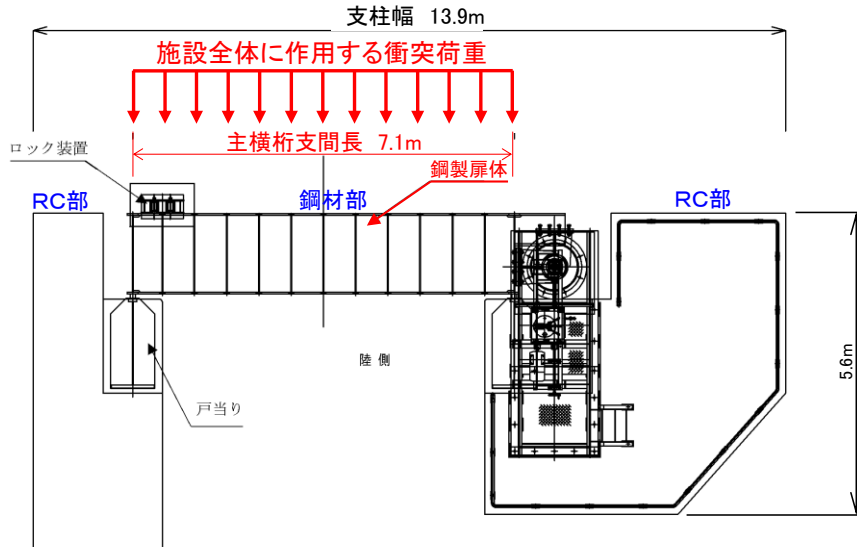 支柱幅 13.9m
施設全体に作用する衝突荷重
主横桁支間長 7.1m
ロック装置
鋼製扉体
RC部
鋼材部
RC部
陸側
5.6m
戸当り